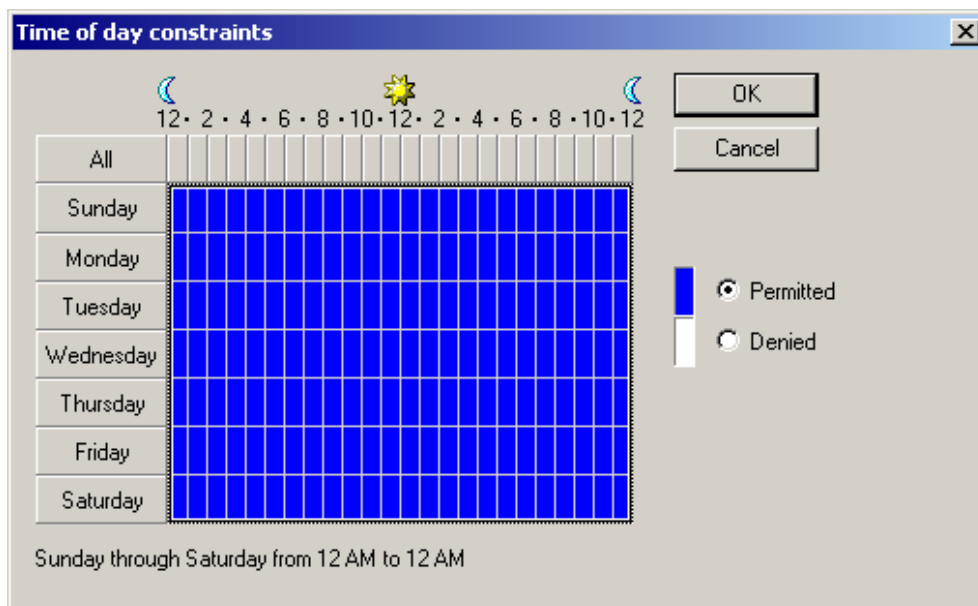 Time of day constraints
12 • 2 • 4 • 6 • 8 • 10 • 12 • 2 • 4 • 6 • 8 • 10 • 12
OK
Cancel
All
Sunday
Monday
Tuesday
Wednesday
Thursday
Friday
Saturday
Permitted
Denied
Sunday through Saturday from 12 AM to 12 AM